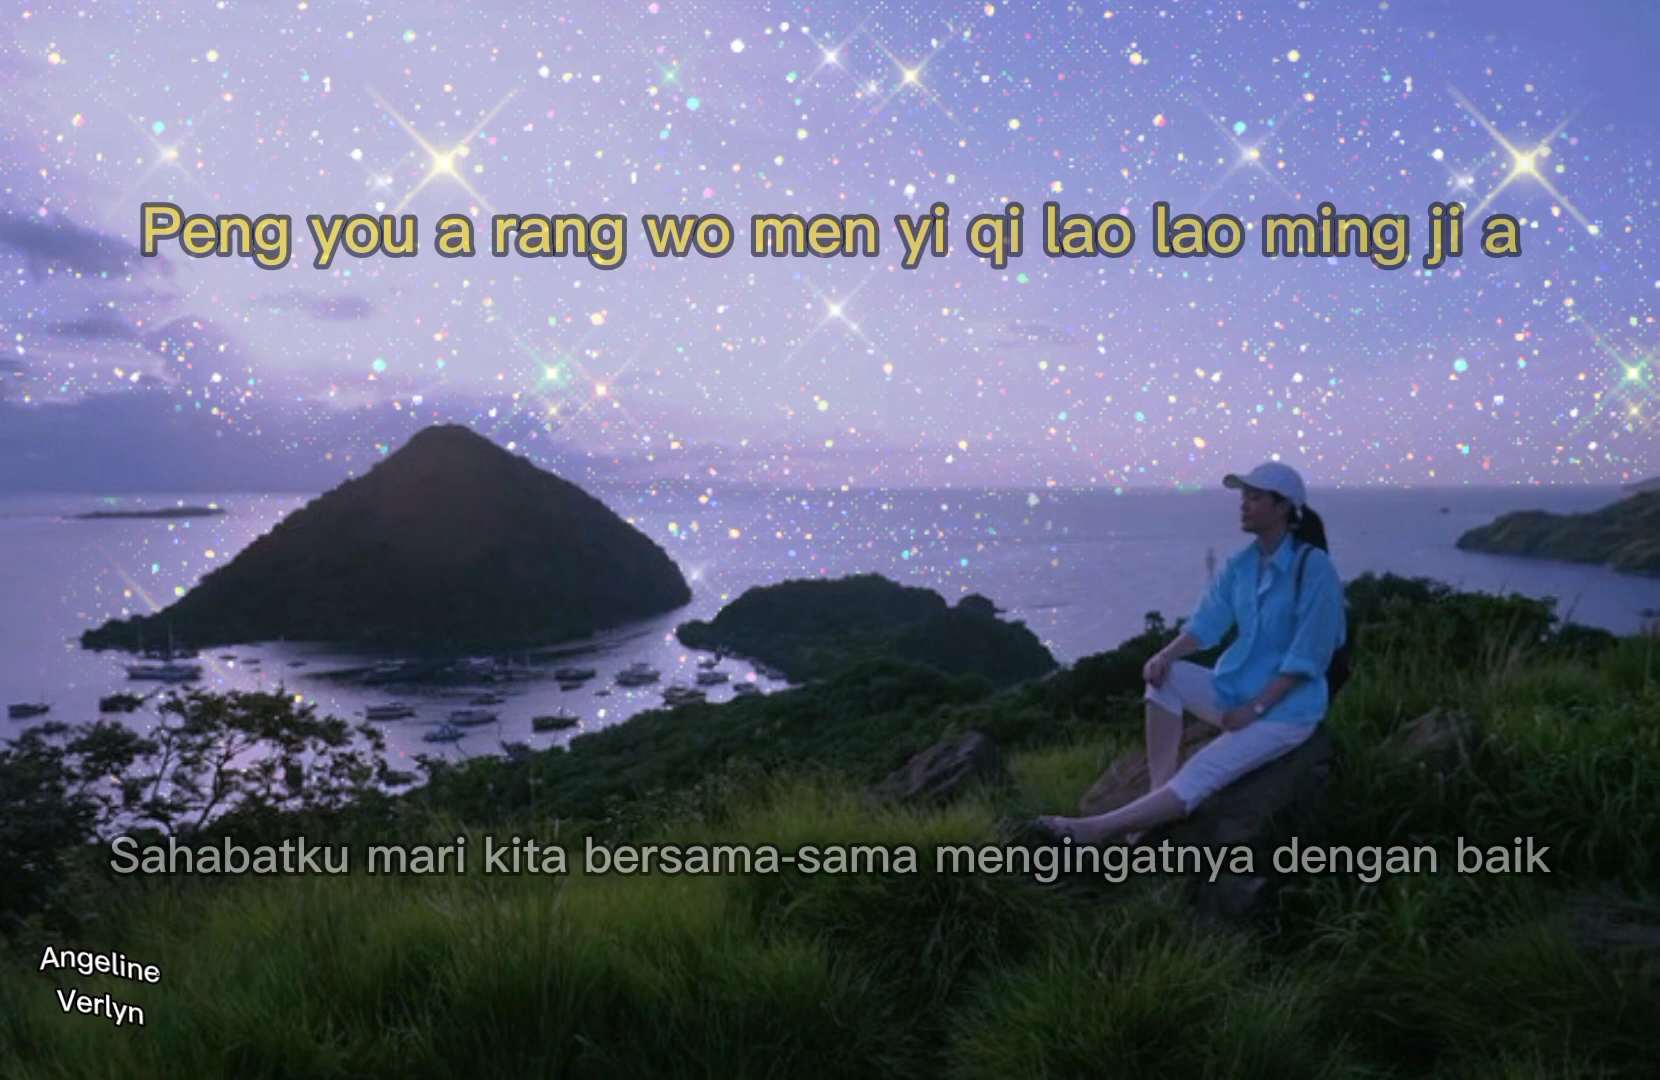 Peng you a rang wo men yi qi lao lao ming ji a
Sahabatku mari kita bersama-sama mengingatnya dengan baik
Angeline
Verlyn